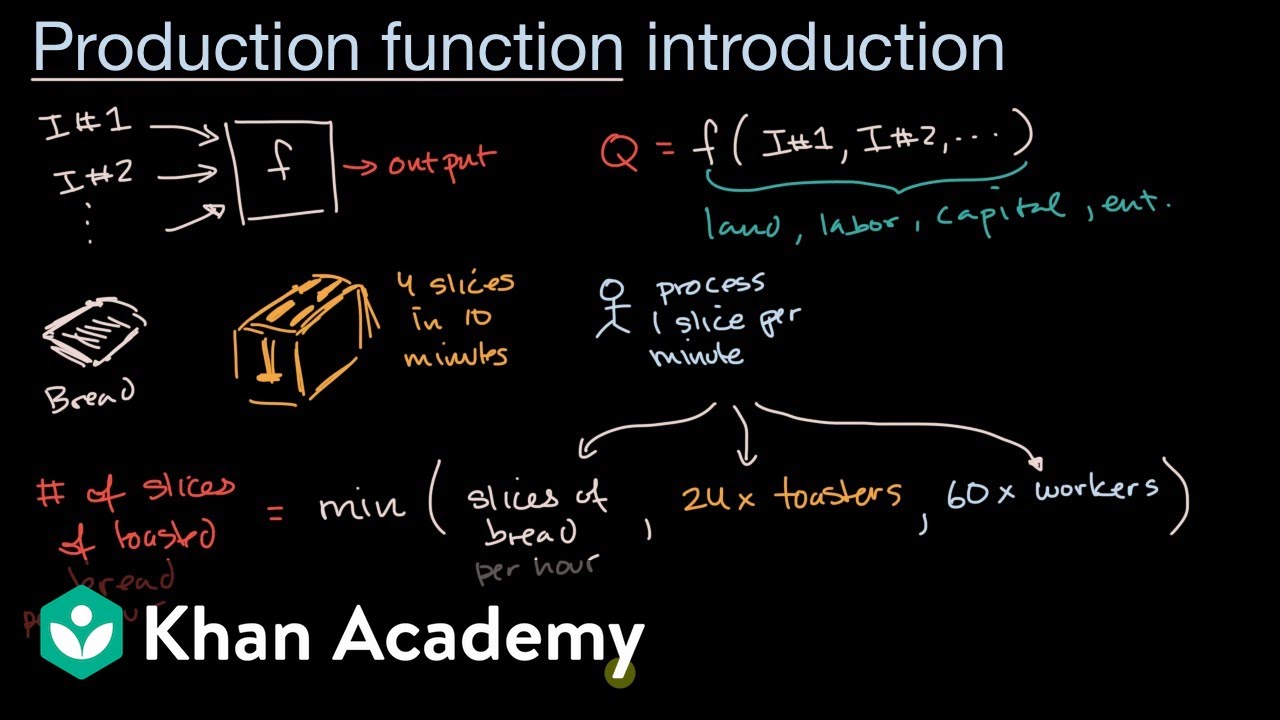 Production function introduction
I#1
I#2
⋮
f
→ output
Q = f(I#1, I#2, ...)
land, labor, capital, ent.
Bread
4 slices
in 10
minutes
process
1 slice per
minute
# of slices
of toasted
bread
= min ( slices of
bread
per hour
, 24 x toasters , 60 x workers )
Khan Academy